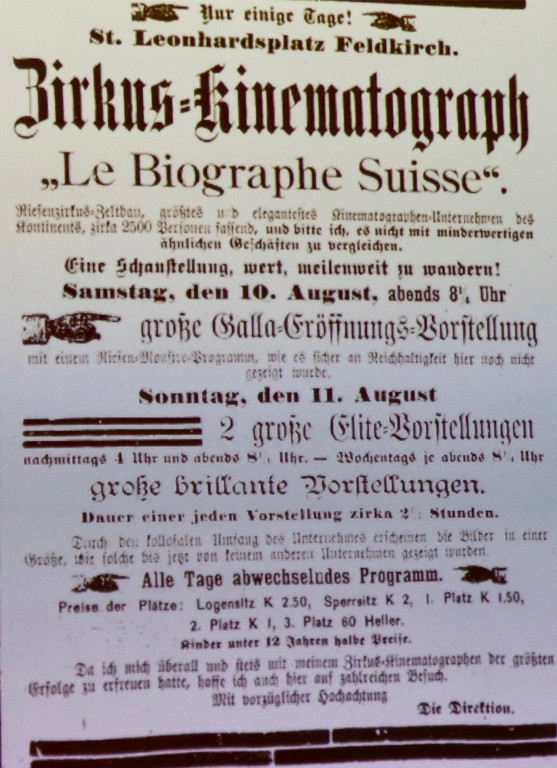 Nur einige Tage!
St. Leonhardsplatz Feldkirch.
Zirkus-Kinematograph
„Le Biographe Suisse“.
Riesenzirkus-Zeltbau, größtes und elegantestes Kinematographen-Unternehmen des
Kontinents, zirka 2500 Personen fassend, und bitte ich, es nicht mit minderwertigen
ähnlichen Geschäften zu vergleichen.
Eine Schaustellung, wert, meilenweit zu wandern!
Samstag, den 10. August, abends 8¼ Uhr
große Galla-Eröffnungs-Vorstellung
mit einem Riesen-Monstre-Programm, wie es sicher an Reichhaltigkeit hier noch nicht
gezeigt wurde.
Sonntag, den 11. August
2 große Elite-Vorstellungen
nachmittags 4 Uhr und abends 8¼ Uhr. — Wochentags je abends 8¼ Uhr
große brillante Vorstellungen.
Dauer einer jeden Vorstellung zirka 2 Stunden.
Durch den kollosalen Umfang des Unternehmes erscheinen die Bilder in einer
Größe, wie solche bis jetzt von keinem anderen Unternehmen gezeigt wurden.
Alle Tage abwechseludes Programm.
Preise der Plätze: Logensitz K 2.50, Sperrsitz K 2, 1. Platz K 1.50,
2. Platz K 1, 3. Platz 60 Heller.
Kinder unter 12 Jahren halbe Preise.
Da ich mich überall und stets mit meinem Zirkus-Kinematographen der größten
Erfolge zu erfreuen hatte, hoffe ich auch hier auf zahlreichen Besuch.
Mit vorzüglicher Hochachtung
Die Direktion.